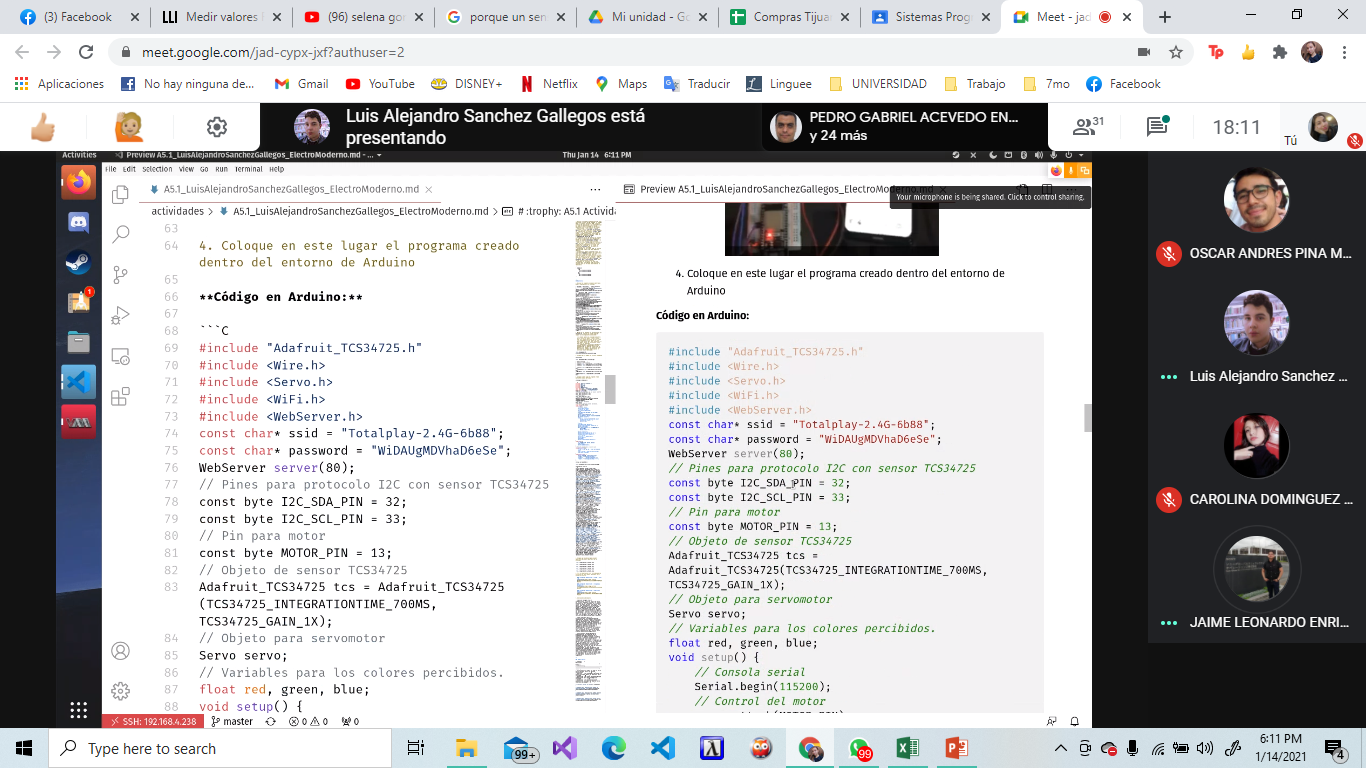 (3) Facebook
Medir valores
(96) selena gor
porque un sen
Mi unidad - Go
Compras Tijuar
Sistemas Prog
Meet - jad
meet.google.com/jad-cypx-jxf?authuser=2
Aplicaciones
No hay ninguna de...
Gmail
YouTube
DISNEY+
Netflix
Maps
Traducir
Linguee
UNIVERSIDAD
Trabajo
7mo
Facebook
Luis Alejandro Sanchez Gallegos está
presentando
PEDRO GABRIEL ACEVEDO EN...
y 24 más
31
18:11
Tú
Activities
Preview A5.1_LuisAlejandroSanchezGallegos_ElectroModerno.md - ...
Thu Jan 14 6:11 PM
File Edit Selection View Go Run Terminal Help
A5.1_LuisAlejandroSanchezGallegos_ElectroModerno.md
Preview A5.1_LuisAlejandroSanchezGallegos_ElectroModerno.md
Your microphone is being shared. Click to control sharing.
actividades > A5.1_LuisAlejandroSanchezGallegos_ElectroModerno.md > # :trophy: A5.1 Activida
63
64 4. Coloque en este lugar el programa creado
dentro del entorno de Arduino
65
66 **Código en Arduino:**
67
68 ```C
69 #include "Adafruit_TCS34725.h"
70 #include <Wire.h>
71 #include <Servo.h>
72 #include <WiFi.h>
73 #include <WebServer.h>
74 const char* ssid = "Totalplay-2.4G-6b88";
75 const char* password = "WiDAUgMDVhaD6eSe";
76 WebServer server(80);
77 // Pines para protocolo I2C con sensor TCS34725
78 const byte I2C_SDA_PIN = 32;
79 const byte I2C_SCL_PIN = 33;
80 // Pin para motor
81 const byte MOTOR_PIN = 13;
82 // Objeto de sensor TCS34725
83 Adafruit_TCS34725 tcs = Adafruit_TCS34725
(TCS34725_INTEGRATIONTIME_700MS,
TCS34725_GAIN_1X);
84 // Objeto para servomotor
85 Servo servo;
86 // Variables para los colores percibidos.
87 float red, green, blue;
88 void setup() {
4. Coloque en este lugar el programa creado dentro del entorno de
Arduino
Código en Arduino:
#include "Adafruit_TCS34725.h"
#include <Wire.h>
#include <Servo.h>
#include <WiFi.h>
#include <WebServer.h>
const char* ssid = "Totalplay-2.4G-6b88";
const char* password = "WiDAUgMDVhaD6eSe";
WebServer server(80);
// Pines para protocolo I2C con sensor TCS34725
const byte I2C_SDA_PIN = 32;
const byte I2C_SCL_PIN = 33;
// Pin para motor
const byte MOTOR_PIN = 13;
// Objeto de sensor TCS34725
Adafruit_TCS34725 tcs =
Adafruit_TCS34725(TCS34725_INTEGRATIONTIME_700MS,
TCS34725_GAIN_1X);
// Objeto para servomotor
Servo servo;
// Variables para los colores percibidos.
float red, green, blue;
void setup() {
// Consola serial
Serial.begin(115200);
// Control del motor
OSCAR ANDRES PINA M...
Luis Alejandro Sanchez ...
CAROLINA DOMINGUEZ ...
JAIME LEONARDO ENRI...
SSH: 192.168.4.238
master
0 0
0
Type here to search
99+
99
6:11 PM
1/14/2021
4